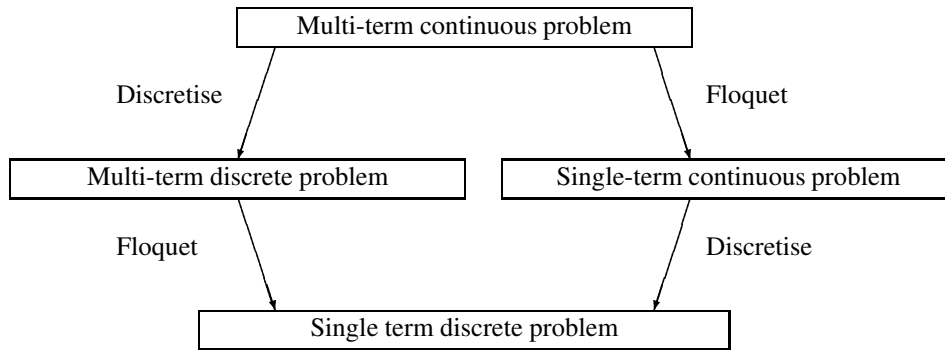 Multi-term continuous problem
Discretise
Floquet
Multi-term discrete problem
Single-term continuous problem
Floquet
Discretise
Single term discrete problem